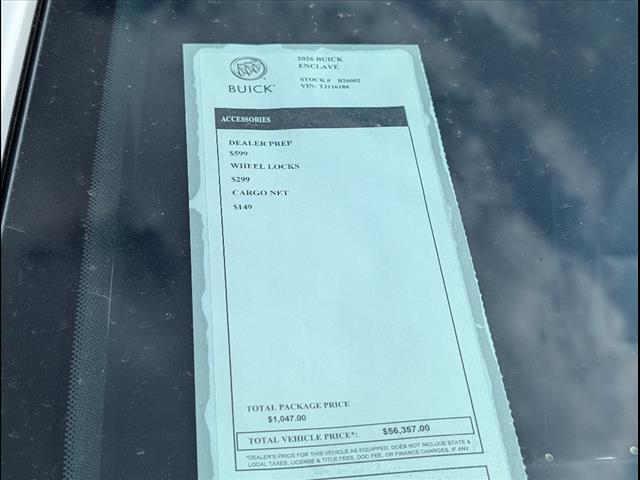 2026 BUICK
ENCLAVE
STOCK # B26002
VIN: TJ116188
BUICK
ACCESSORIES
DEALER PREP
$599
WHEEL LOCKS
$299
CARGO NET
$149
TOTAL PACKAGE PRICE
$1,047.00
TOTAL VEHICLE PRICE*: $56,357.00
*DEALER'S PRICE FOR THIS VEHICLE AS EQUIPPED. DOES NOT INCLUDE STATE &
LOCAL TAXES, LICENSE & TITLE FEES, DOC FEE, OR FINANCE CHARGES, IF ANY